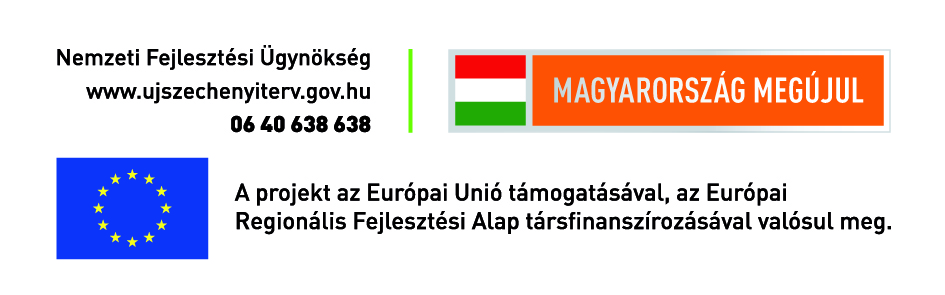 Nemzeti Fejlesztési Ügynökség
www.ujszechenyiterv.gov.hu
06 40 638 638
MAGYARORSZÁG MEGÚJUL
A projekt az Európai Unió támogatásával, az Európai
Regionális Fejlesztési Alap társfinanszírozásával valósul meg.